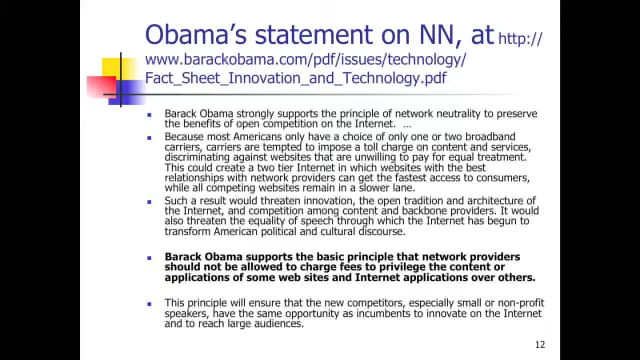 Obama's statement on NN, at http://
www.barackobama.com/pdf/issues/technology/
Fact_Sheet_Innovation_and_Technology.pdf
Barack Obama strongly supports the principle of network neutrality to preserve
the benefits of open competition on the Internet. …
Because most Americans only have a choice of only one or two broadband
carriers, carriers are tempted to impose a toll charge on content and services,
discriminating against websites that are unwilling to pay for equal treatment.
This could create a two tier Internet in which websites with the best
relationships with network providers can get the fastest access to consumers,
while all competing websites remain in a slower lane.
Such a result would threaten innovation, the open tradition and architecture of
the Internet, and competition among content and backbone providers. It would
also threaten the equality of speech through which the Internet has begun to
transform American political and cultural discourse.
Barack Obama supports the basic principle that network providers
should not be allowed to charge fees to privilege the content or
applications of some web sites and Internet applications over others.
This principle will ensure that the new competitors, especially small or non-profit
speakers, have the same opportunity as incumbents to innovate on the Internet
and to reach large audiences.
12